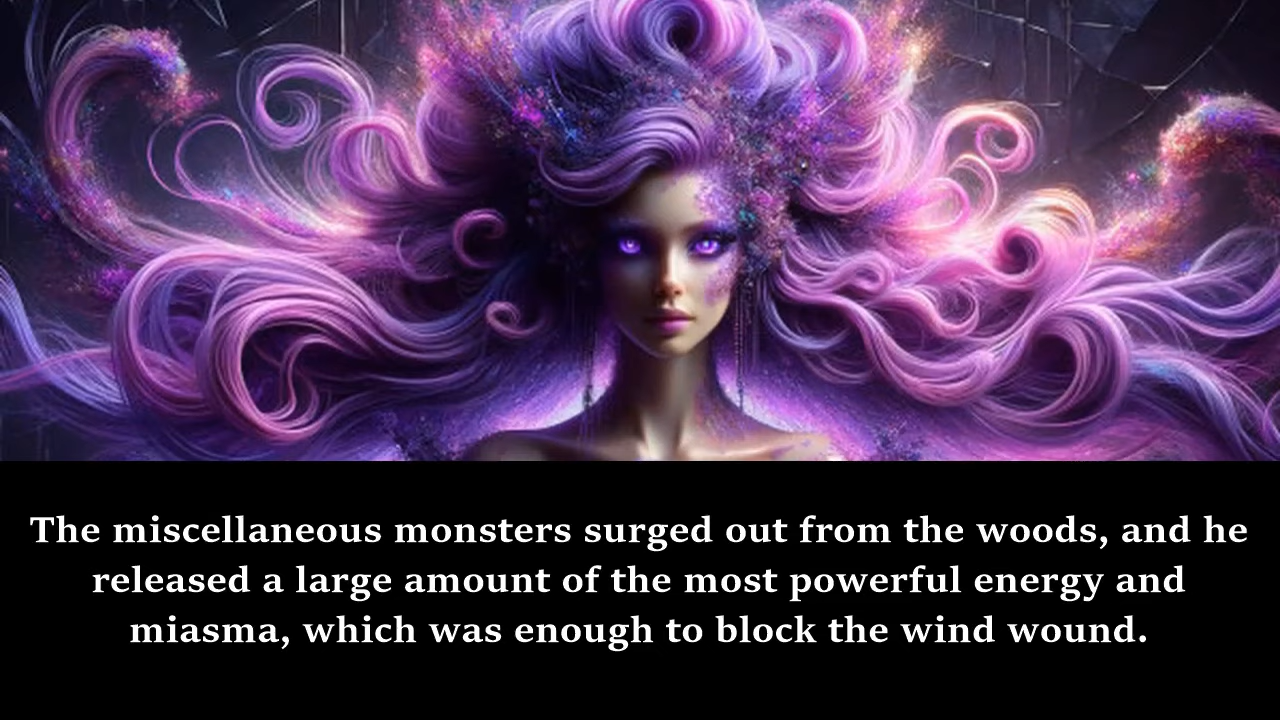 The miscellaneous monsters surged out from the woods, and he
released a large amount of the most powerful energy and
miasma, which was enough to block the wind wound.